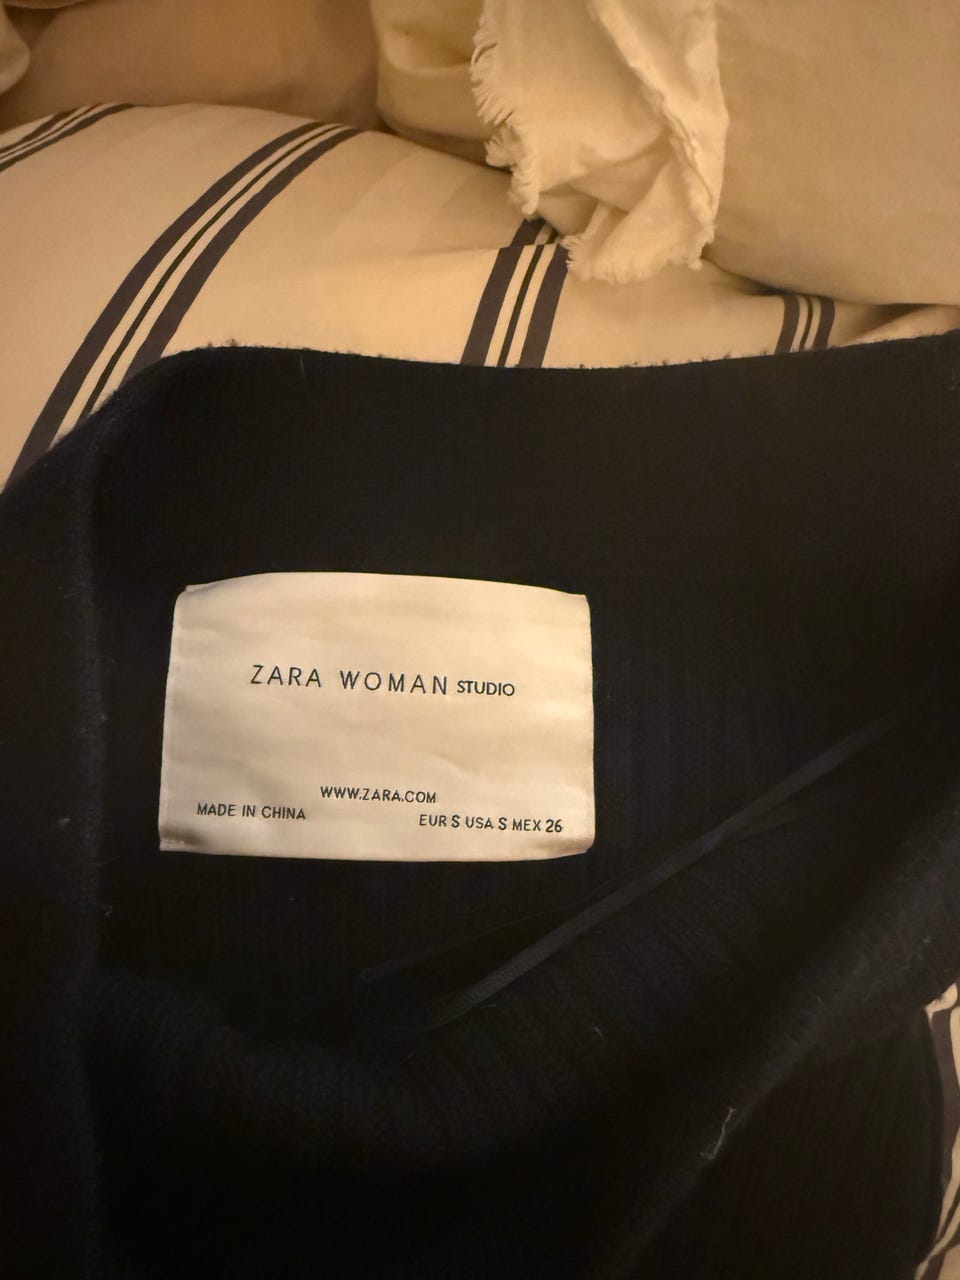 ZARA WOMAN STUDIO
WWW.ZARA.COM
MADE IN CHINA
EUR S USA S MEX 26